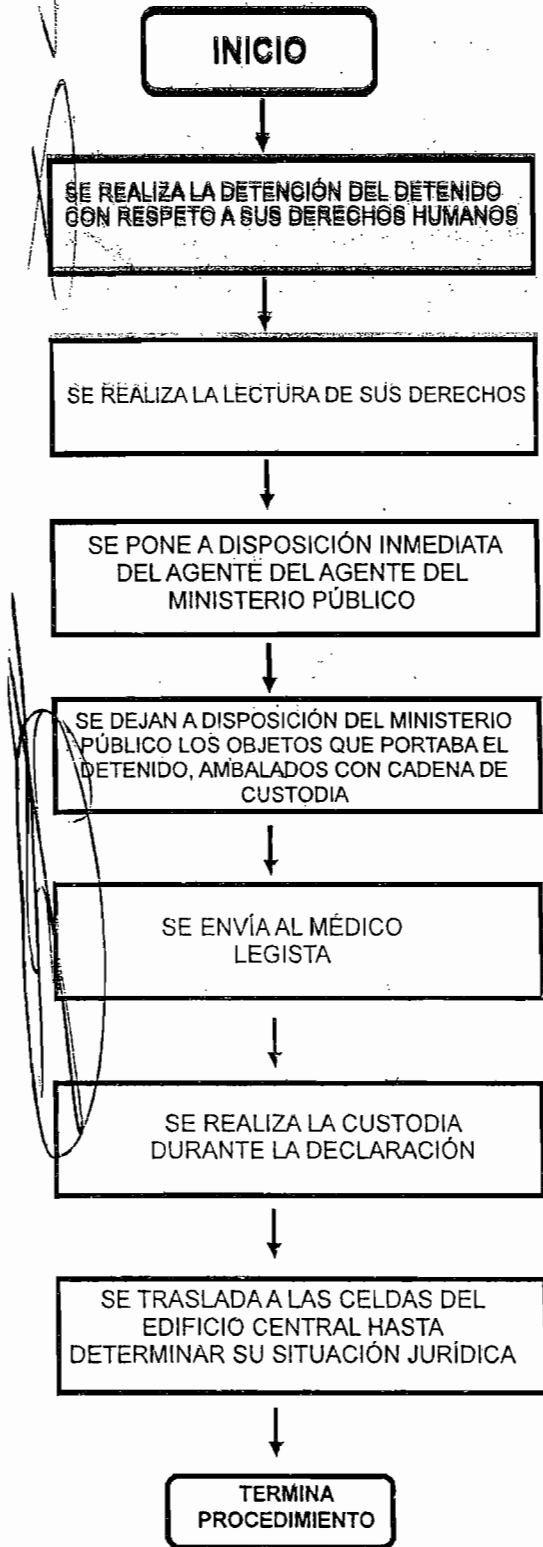 INICIO
SE REALIZA LA DETENCIÓN DEL DETENIDO
CON RESPETO A SUS DERECHOS HUMANOS
SE REALIZA LA LECTURA DE SUS DERECHOS
SE PONE A DISPOSICIÓN INMEDIATA
DEL AGENTE DEL AGENTE DEL
MINISTERIO PÚBLICO
SE DEJAN A DISPOSICIÓN DEL MINISTERIO
PÚBLICO LOS OBJETOS QUE PORTABA EL
DETENIDO, AMBALADOS CON CADENA DE
CUSTODIA
SE ENVÍA AL MÉDICO
LEGISTA
SE REALIZA LA CUSTODIA
DURANTE LA DECLARACIÓN
SE TRASLADA A LAS CELDAS DEL
EDIFICIO CENTRAL HASTA
DETERMINAR SU SITUACIÓN JURÍDICA
TERMINA
PROCEDIMIENTO